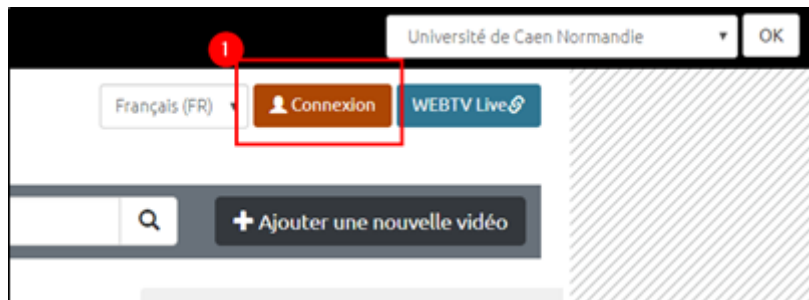 Université de Caen Normandie OK
1
Français (FR) Connexion WEBTV Live
Ajouter une nouvelle vidéo